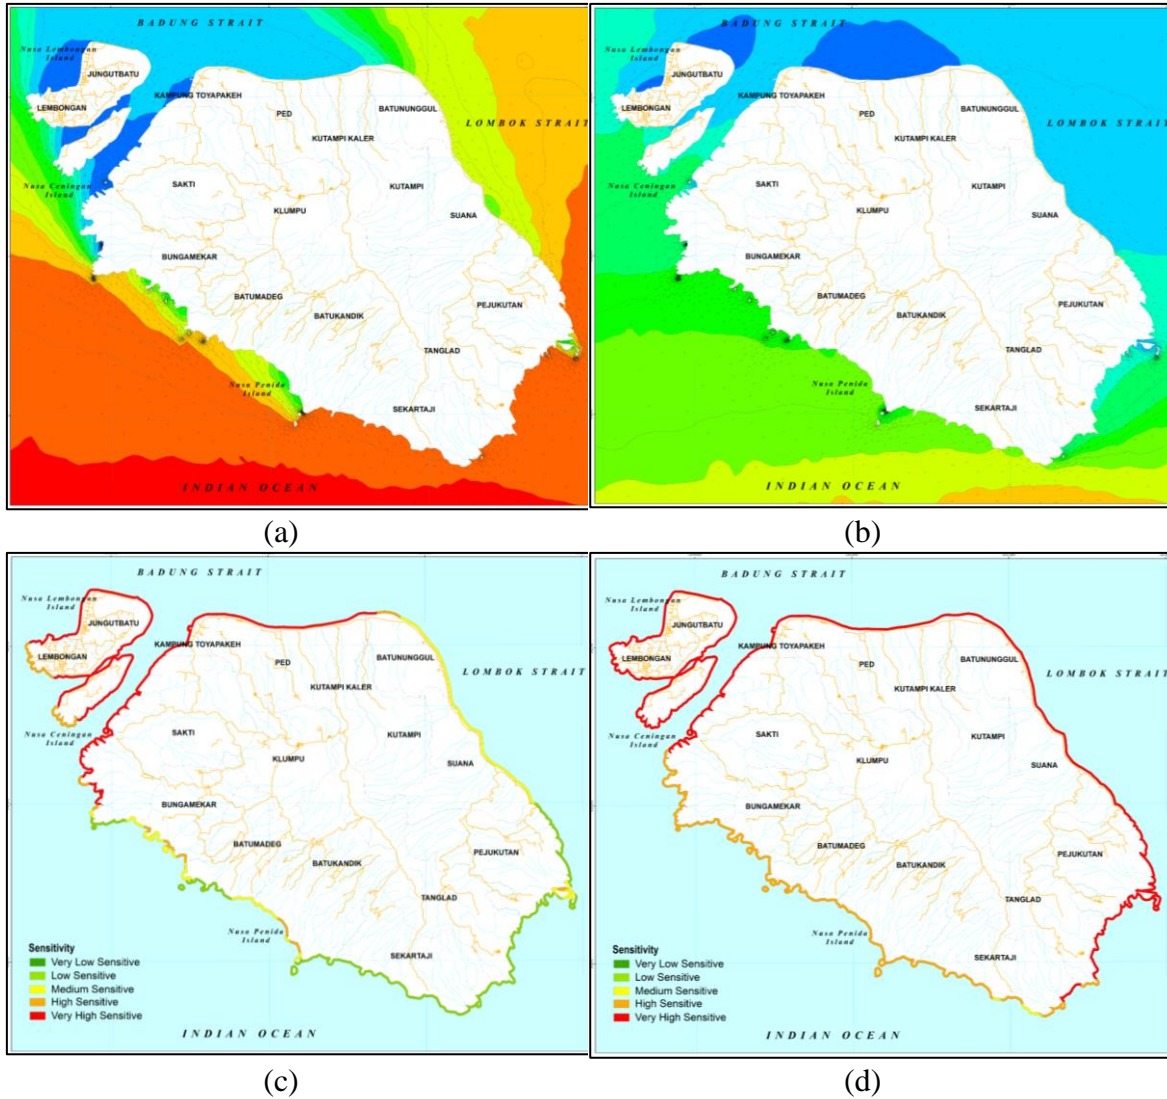 BADUNG STRAIT
Nusa Lembongan
Island
JUNGUTBATU
KAMPUNG TOYAPAKEH
LEMBONGAN
PED
BATUNUNGGUL
LOMBOK STRAIT
KUTAMPI KALER
Nusa Ceningan
Island
SAKTI
KUTAMPI
KLUMPU
SUANA
BUNGAMEKAR
BATUMADEG
PEJUKUTAN
BATUKANDIK
TANGLAD
Nusa Penida
Island
SEKARTAJI
INDIAN OCEAN
(a)
BADUNG STRAIT
Nusa Lembongan
Island
JUNGUTBATU
KAMPUNG TOYAPAKEH
LEMBONGAN
PED
BATUNUNGGUL
LOMBOK STRAIT
KUTAMPI KALER
Nusa Ceningan
Island
SAKTI
KUTAMPI
KLUMPU
SUANA
BUNGAMEKAR
BATUMADEG
PEJUKUTAN
BATUKANDIK
TANGLAD
Nusa Penida
Island
SEKARTAJI
INDIAN OCEAN
(b)
BADUNG STRAIT
Nusa Lembongan
Island
JUNGUTBATU
KAMPUNG TOYAPAKEH
LEMBONGAN
PED
BATUNUNGGUL
LOMBOK STRAIT
KUTAMPI KALER
Nusa Ceningan
Island
SAKTI
KUTAMPI
KLUMPU
SUANA
BUNGAMEKAR
BATUMADEG
PEJUKUTAN
BATUKANDIK
TANGLAD
Nusa Penida
Island
SEKARTAJI
Sensitivity
Very Low Sensitive
Low Sensitive
Medium Sensitive
High Sensitive
Very High Sensitive
INDIAN OCEAN
(c)
BADUNG STRAIT
Nusa Lembongan
Island
JUNGUTBATU
KAMPUNG TOYAPAKEH
LEMBONGAN
PED
BATUNUNGGUL
LOMBOK STRAIT
KUTAMPI KALER
Nusa Ceningan
Island
SAKTI
KUTAMPI
KLUMPU
SUANA
BUNGAMEKAR
BATUMADEG
PEJUKUTAN
BATUKANDIK
TANGLAD
Nusa Penida
Island
SEKARTAJI
Sensitivity
Very Low Sensitive
Low Sensitive
Medium Sensitive
High Sensitive
Very High Sensitive
INDIAN OCEAN
(d)